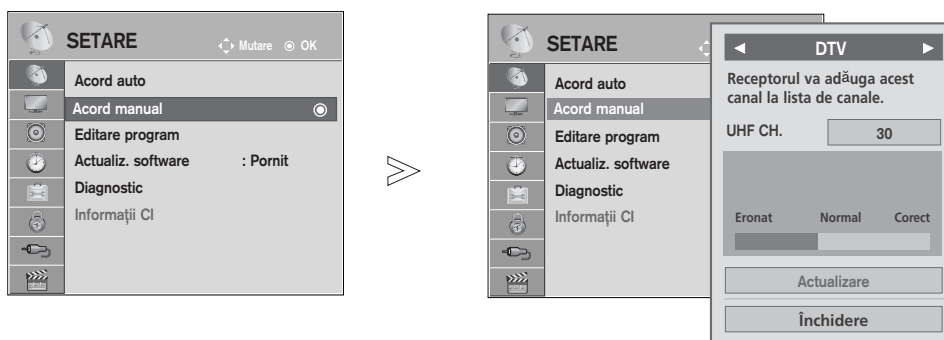 SETARE
Mutare OK
Acord auto
Acord manual
Editare program
Actualiz. software : Pornit
Diagnostic
Informaţii CI
SETARE
Acord auto
Acord manual
Editare program
Actualiz. software
Diagnostic
Informaţii CI
DTV
Receptorul va adăuga acest
canal la lista de canale.
UHF CH. 30
Eronat Normal Corect
Actualizare
Închidere